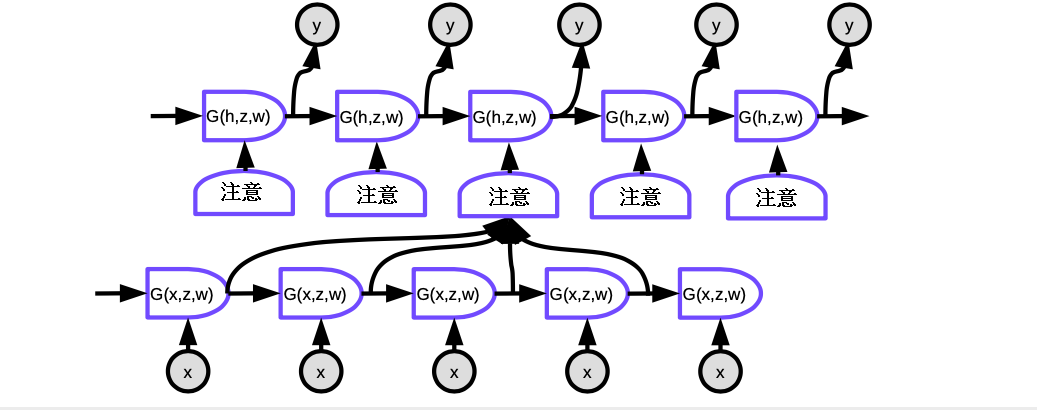 y y y y y
G(h,z,w) G(h,z,w) G(h,z,w) G(h,z,w) G(h,z,w)
注意 注意 注意 注意 注意
G(x,z,w) G(x,z,w) G(x,z,w) G(x,z,w) G(x,z,w)
x x x x x